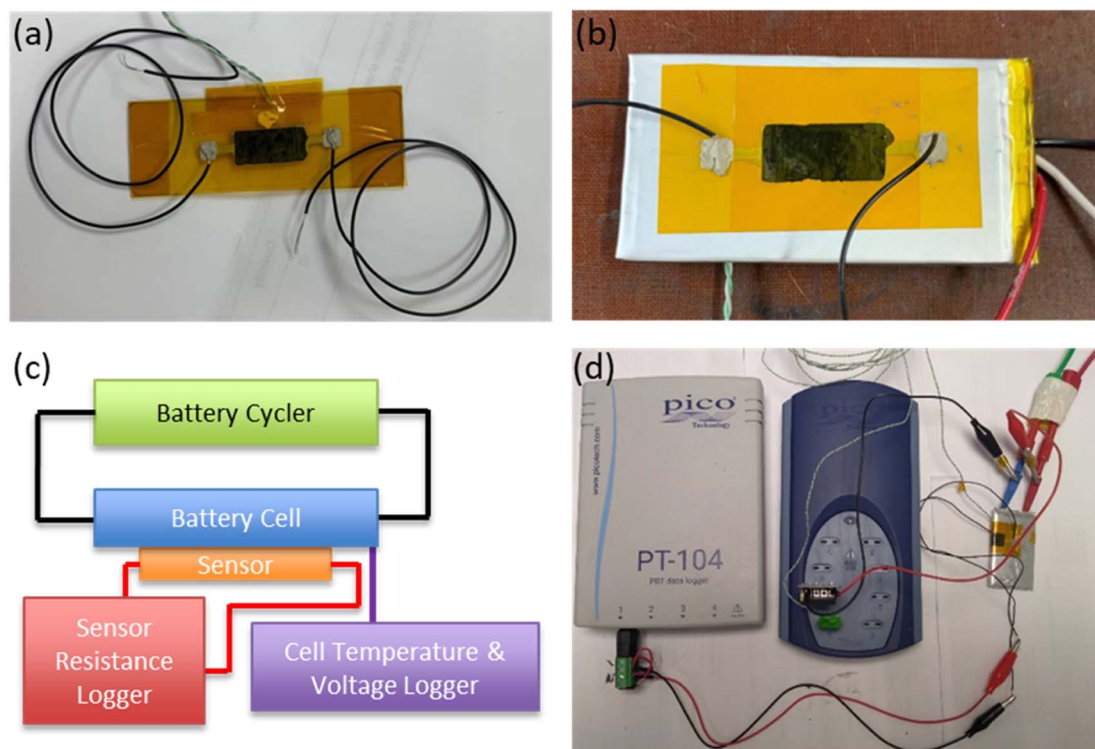 (a)
(b)
(c)
Battery Cycler
Battery Cell
Sensor
Sensor
Resistance
Logger
Cell Temperature &
Voltage Logger
(d)
pico
Technology
www.picotech.com
PT-104
PRT data logger
1 2 3 4
pico